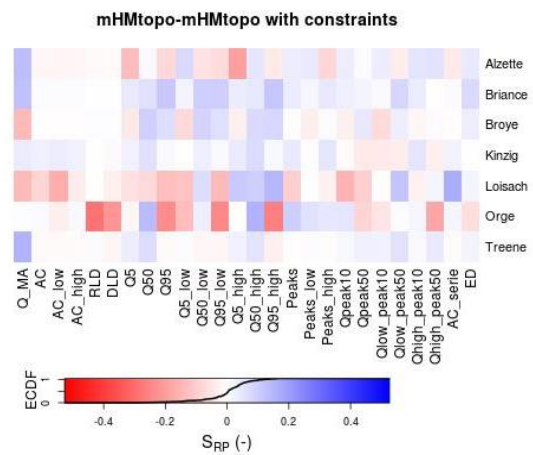 mHMtopo-mHMtopo with constraints
Alzette
Briance
Broye
Kinzig
Loisach
Orge
Treene
Q_MA
AC
AC_low
AC_high
RLD
DLD
Q5
Q50
Q95
Q5_low
Q50_low
Q95_low
Q5_high
Q50_high
Q95_high
Peaks
Peaks_low
Peaks_high
Qpeak10
Qpeak50
Qlow_peak10
Qlow_peak50
Qhigh_peak10
Qhigh_peak50
AC_serie
ED
ECDF
0 1
-0.4 -0.2 0 0.2 0.4
SRP (-)